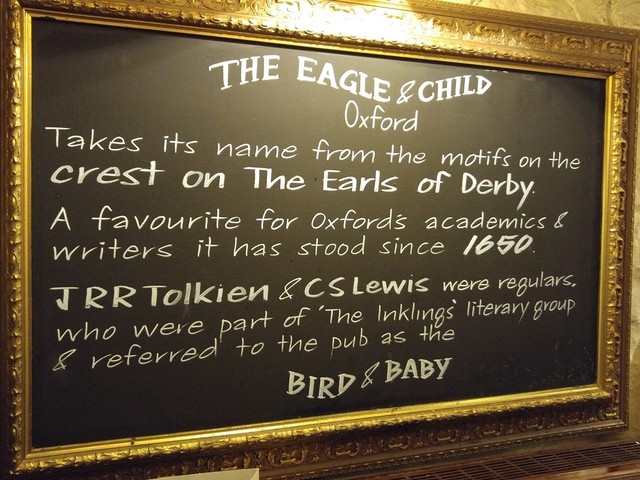 THE EAGLE & CHILD
Oxford
Takes its name from the motifs on the
crest on The Earls of Derby.
A favourite for Oxford's academics &
writers it has stood since 1650.
JRR Tolkien & CS Lewis were regulars,
who were part of 'The Inklings' literary group
& referred to the pub as the
BIRD & BABY